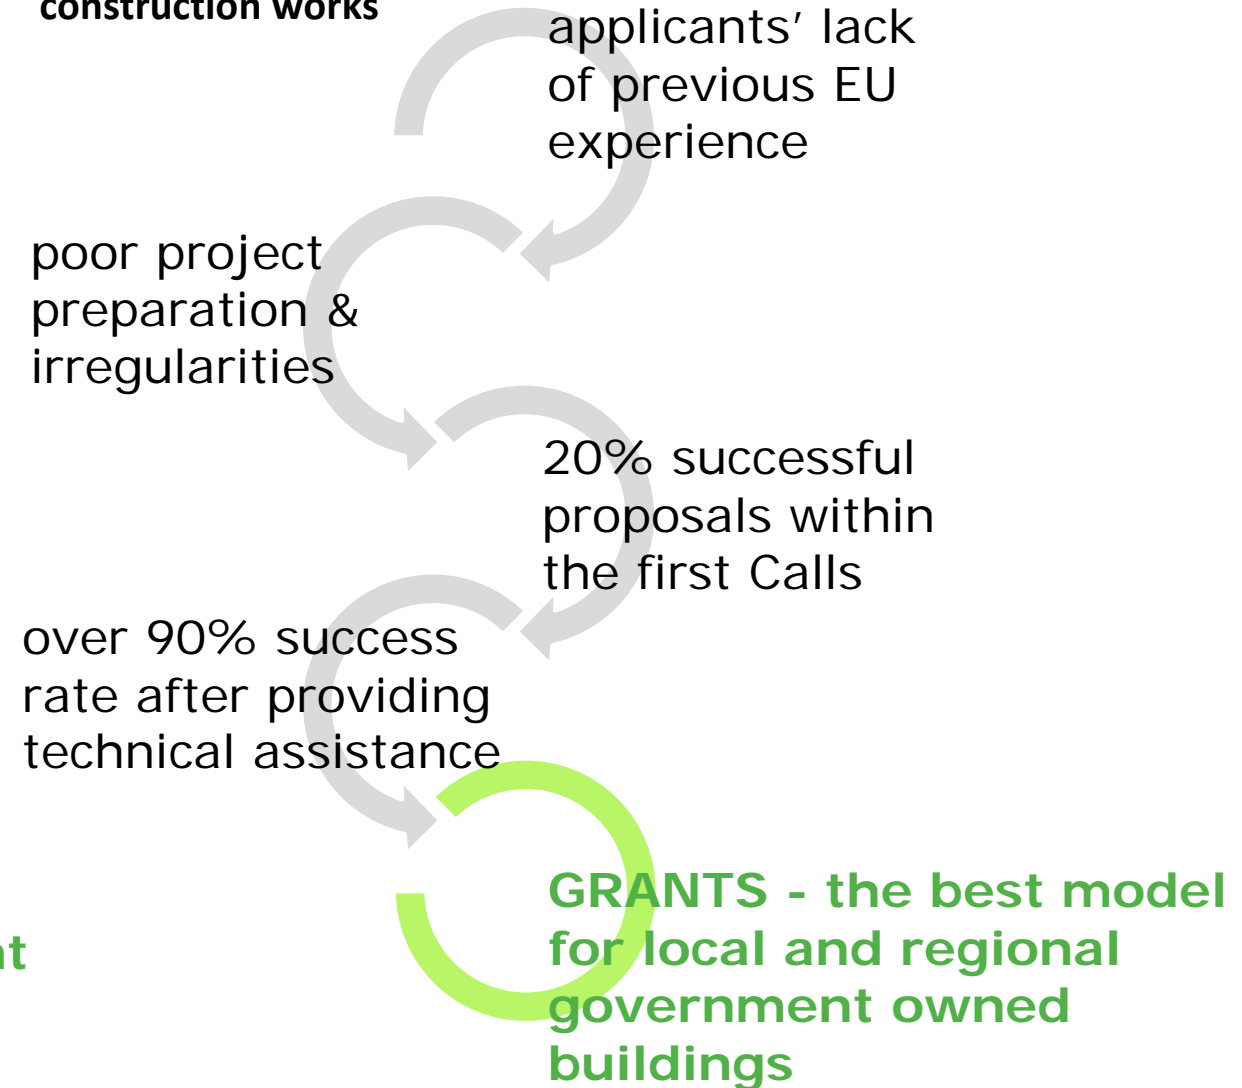 construction works
applicants’ lack
of previous EU
experience
poor project
preparation &
irregularities
20% successful
proposals within
the first Calls
over 90% success
rate after providing
technical assistance
GRANTS - the best model
for local and regional
government owned
buildings